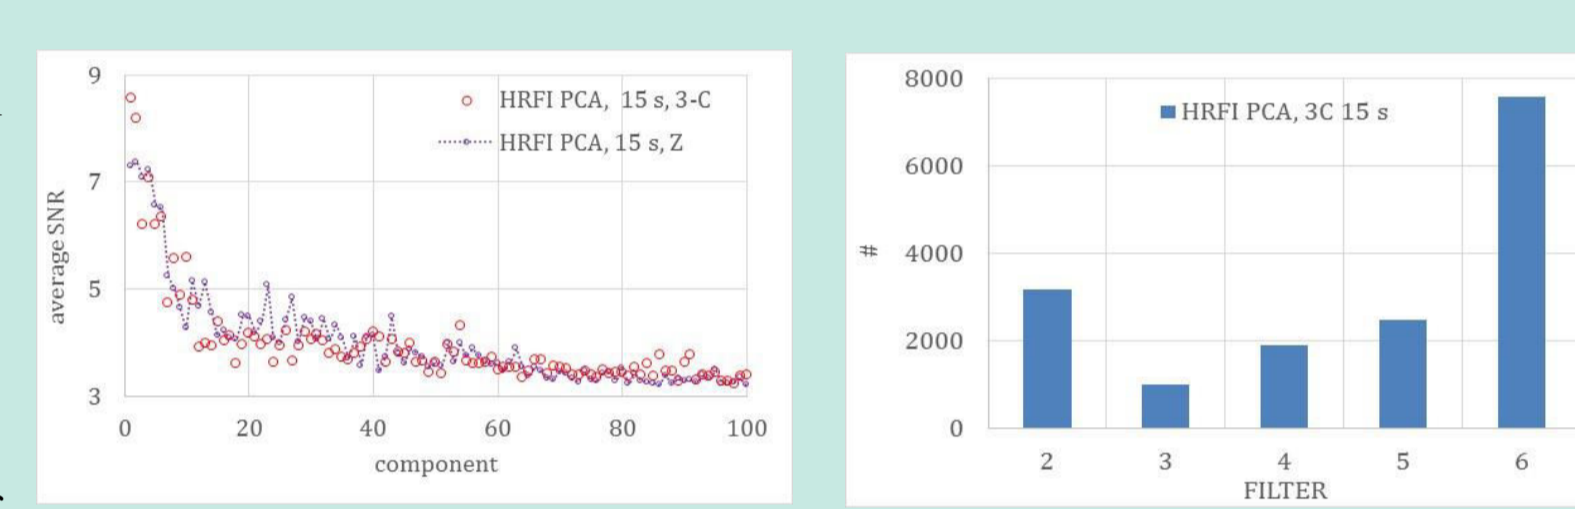 9
7
5
3
average SNR
HRFI PCA, 15 s, 3-C
HRFI PCA, 15 s, Z
0 20 40 60 80 100
component
8000
6000
4000
2000
0
#
HRFI PCA, 3C 15 s
2 3 4 5 6
FILTER